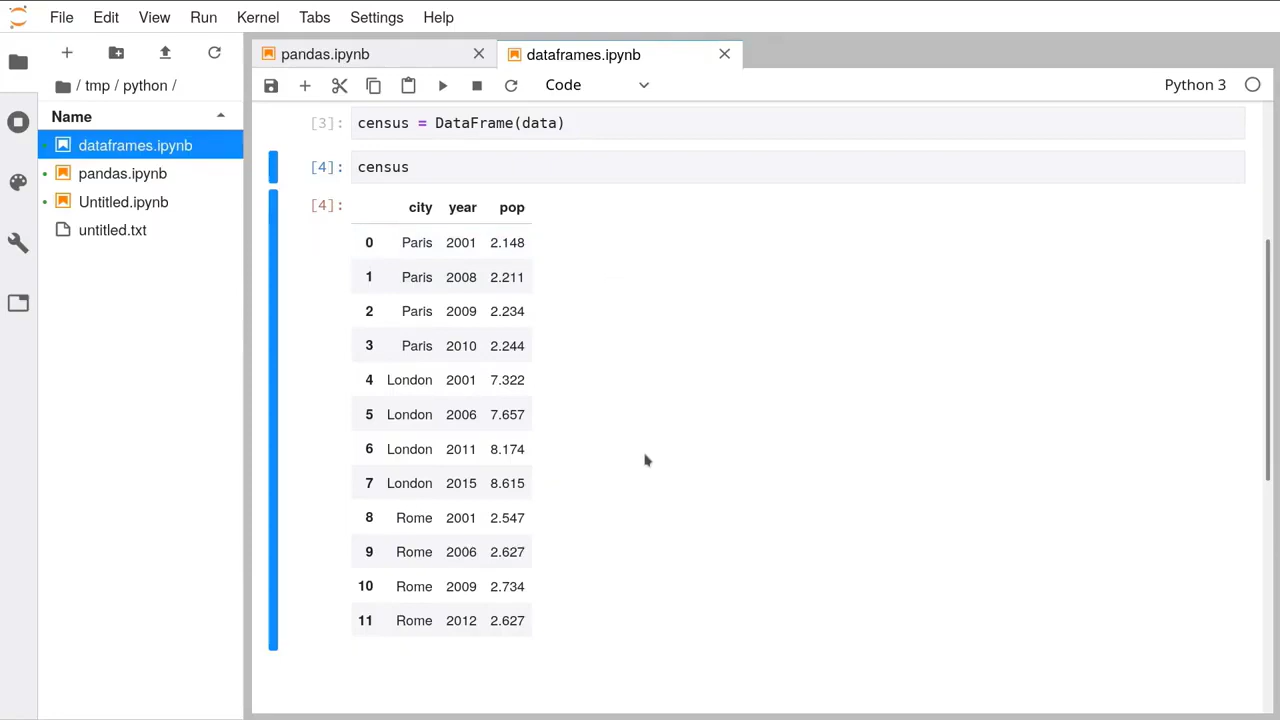 File Edit View Run Kernel Tabs Settings Help
pandas.ipynb
dataframes.ipynb
Code
Python 3
/ tmp / python /
Name
dataframes.ipynb
pandas.ipynb
Untitled.ipynb
untitled.txt
[3]: census = DataFrame(data)
[4]: census
[4]: city year pop
0 Paris 2001 2.148
1 Paris 2008 2.211
2 Paris 2009 2.234
3 Paris 2010 2.244
4 London 2001 7.322
5 London 2006 7.657
6 London 2011 8.174
7 London 2015 8.615
8 Rome 2001 2.547
9 Rome 2006 2.627
10 Rome 2009 2.734
11 Rome 2012 2.627